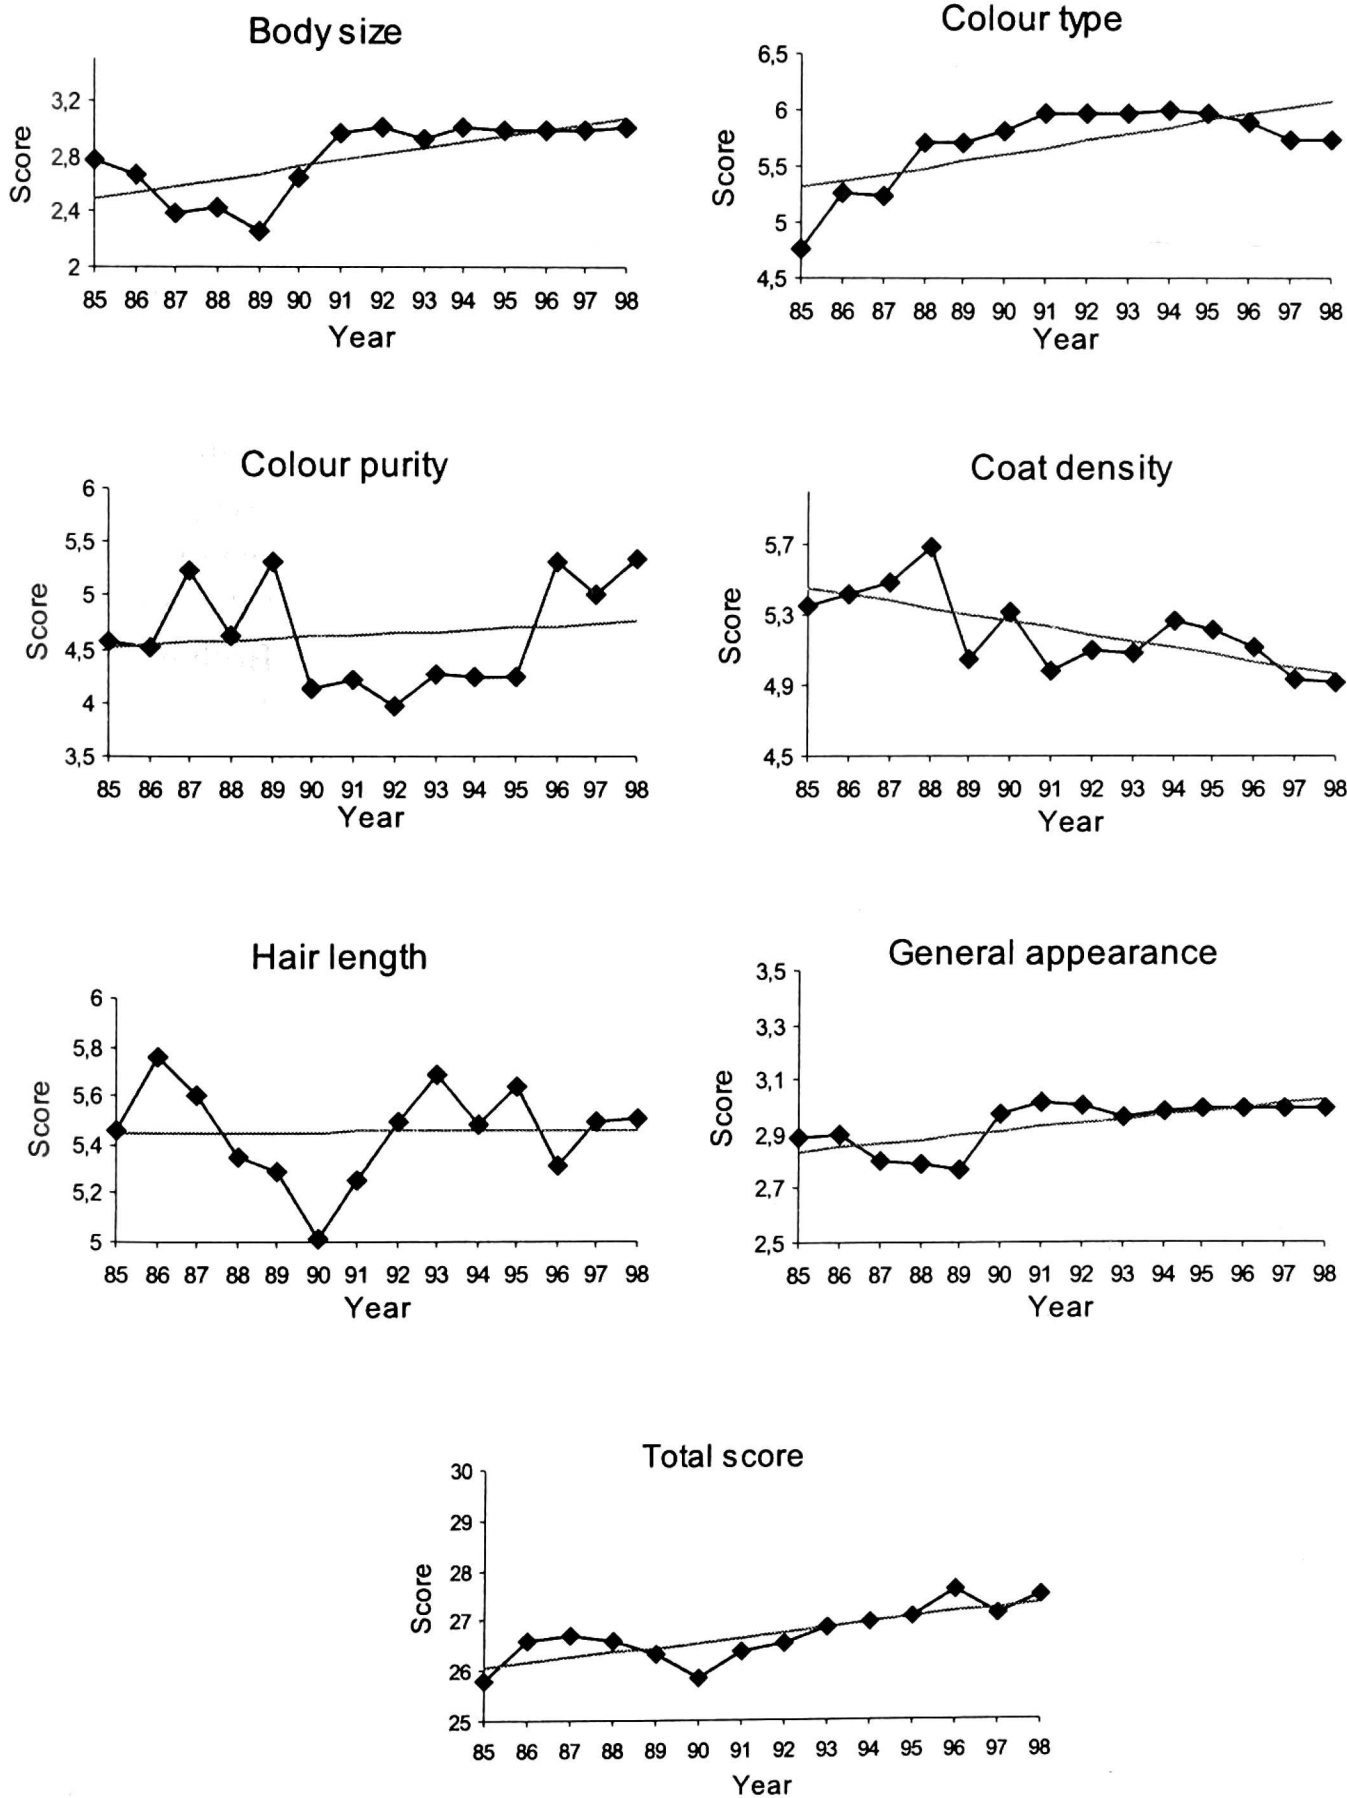 Body size
Score
3,2
2,8
2,4
2
85 86 87 88 89 90 91 92 93 94 95 96 97 98
Year
Colour type
Score
6,5
6
5,5
5
4,5
85 86 87 88 89 90 91 92 93 94 95 96 97 98
Year
Colour purity
Score
6
5,5
5
4,5
4
3,5
85 86 87 88 89 90 91 92 93 94 95 96 97 98
Year
Coat density
Score
5,7
5,3
4,9
4,5
85 86 87 88 89 90 91 92 93 94 95 96 97 98
Year
Hair length
Score
6
5,8
5,6
5,4
5,2
5
85 86 87 88 89 90 91 92 93 94 95 96 97 98
Year
General appearance
Score
3,5
3,3
3,1
2,9
2,7
2,5
85 86 87 88 89 90 91 92 93 94 95 96 97 98
Year
Total score
Score
30
29
28
27
26
25
85 86 87 88 89 90 91 92 93 94 95 96 97 98
Year